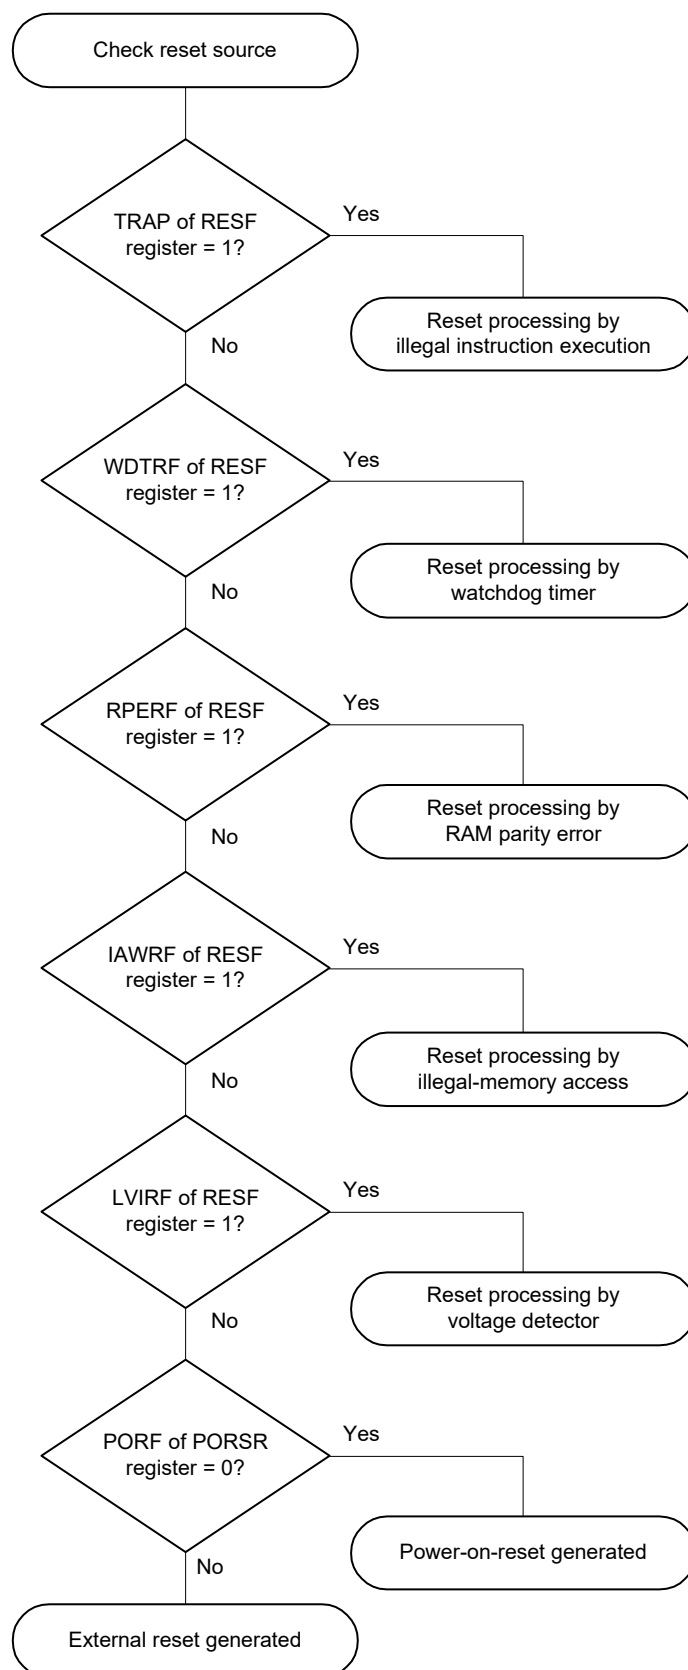 Check reset source
TRAP of RESF
register = 1?
Yes
Reset processing by
illegal instruction execution
No
WDTRF of RESF
register = 1?
Yes
Reset processing by
watchdog timer
No
RPERF of RESF
register = 1?
Yes
Reset processing by
RAM parity error
No
IAWRF of RESF
register = 1?
Yes
Reset processing by
illegal-memory access
No
LVIRF of RESF
register = 1?
Yes
Reset processing by
voltage detector
No
PORF of PORSR
register = 0?
Yes
Power-on-reset generated
No
External reset generated